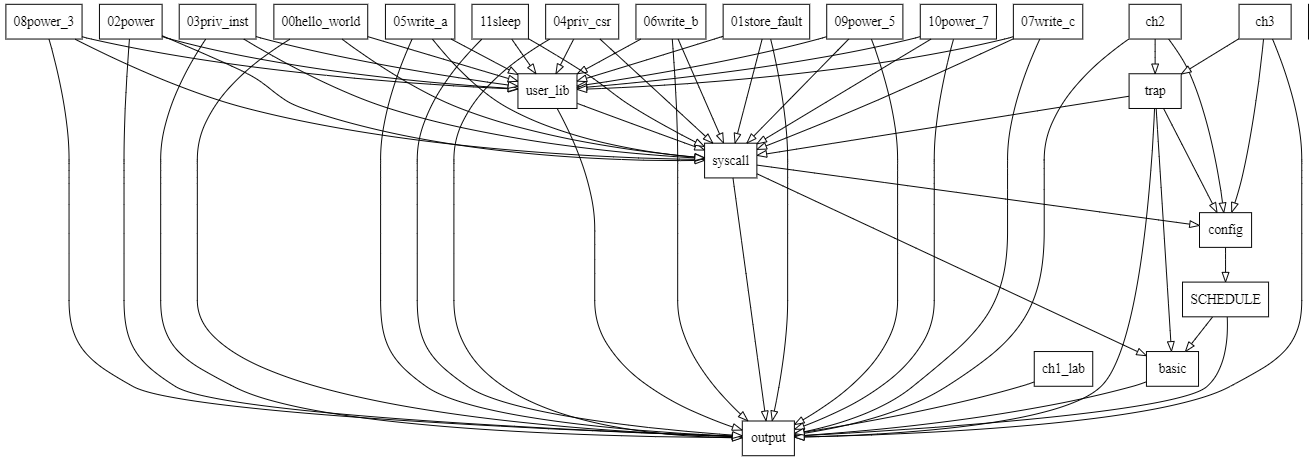 08power_3
02power
03priv_inst
00hello_world
05write_a
11sleep
04priv_csr
06write_b
01store_fault
09power_5
10power_7
07write_c
ch2
ch3
user_lib
trap
syscall
config
SCHEDULE
ch1_lab
basic
output